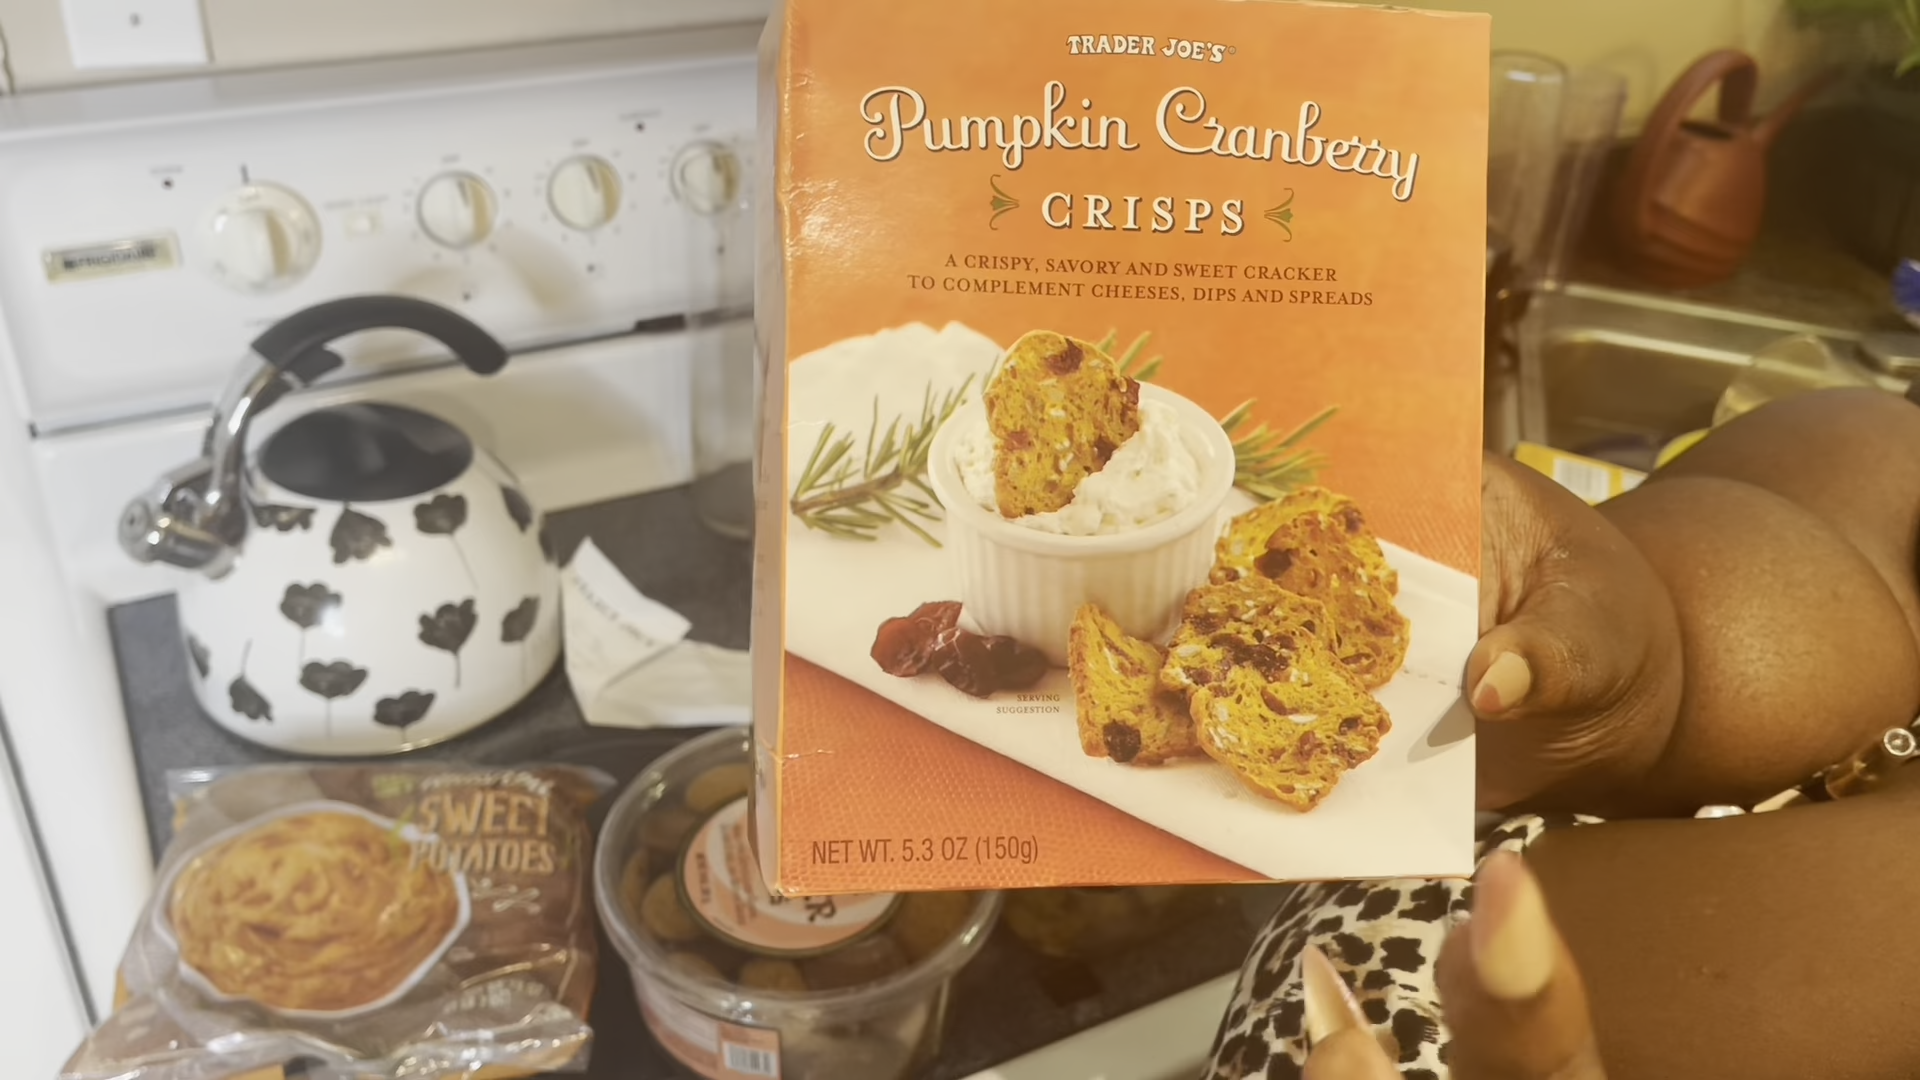 TRADER JOE'S
Pumpkin Cranberry
CRISPS
A CRISPY, SAVORY AND SWEET CRACKER
TO COMPLEMENT CHEESES, DIPS AND SPREADS
SERVING
SUGGESTION
NET WT. 5.3 OZ (150g)
SWEET
POTATOES